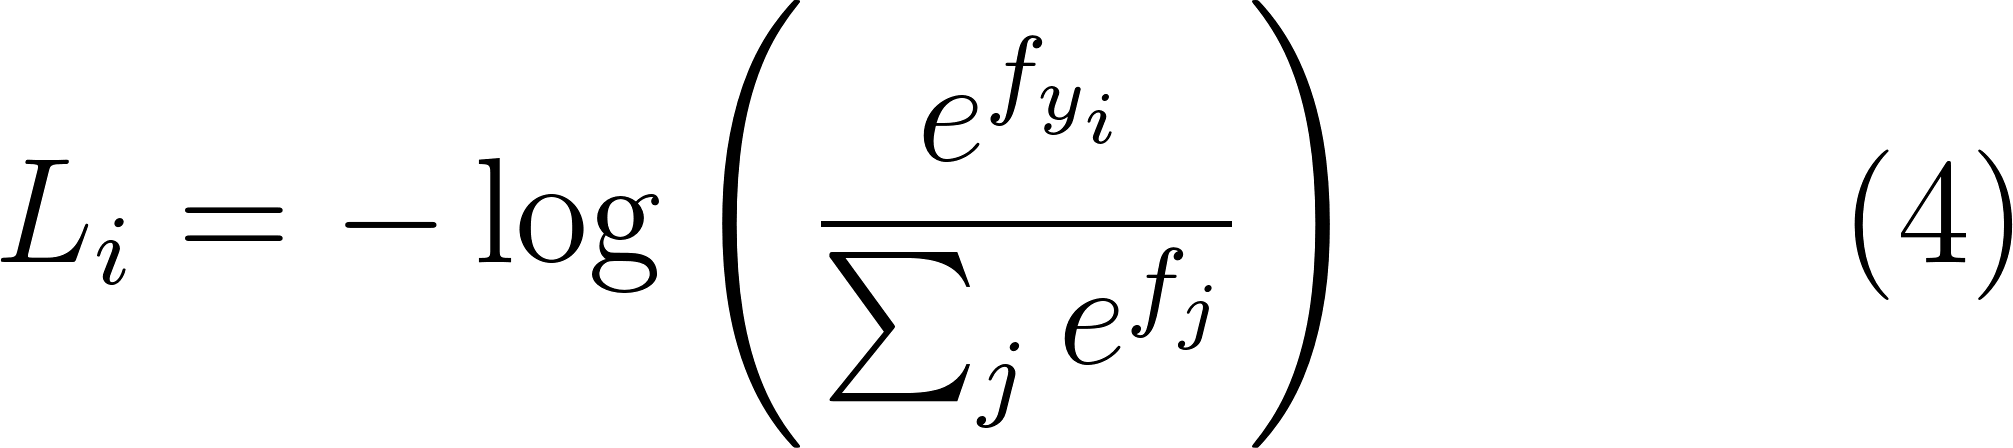 L_i = -\log\left(\frac{e^{f_{y_i}}}{\sum_j e^{f_j}}\right) (4)